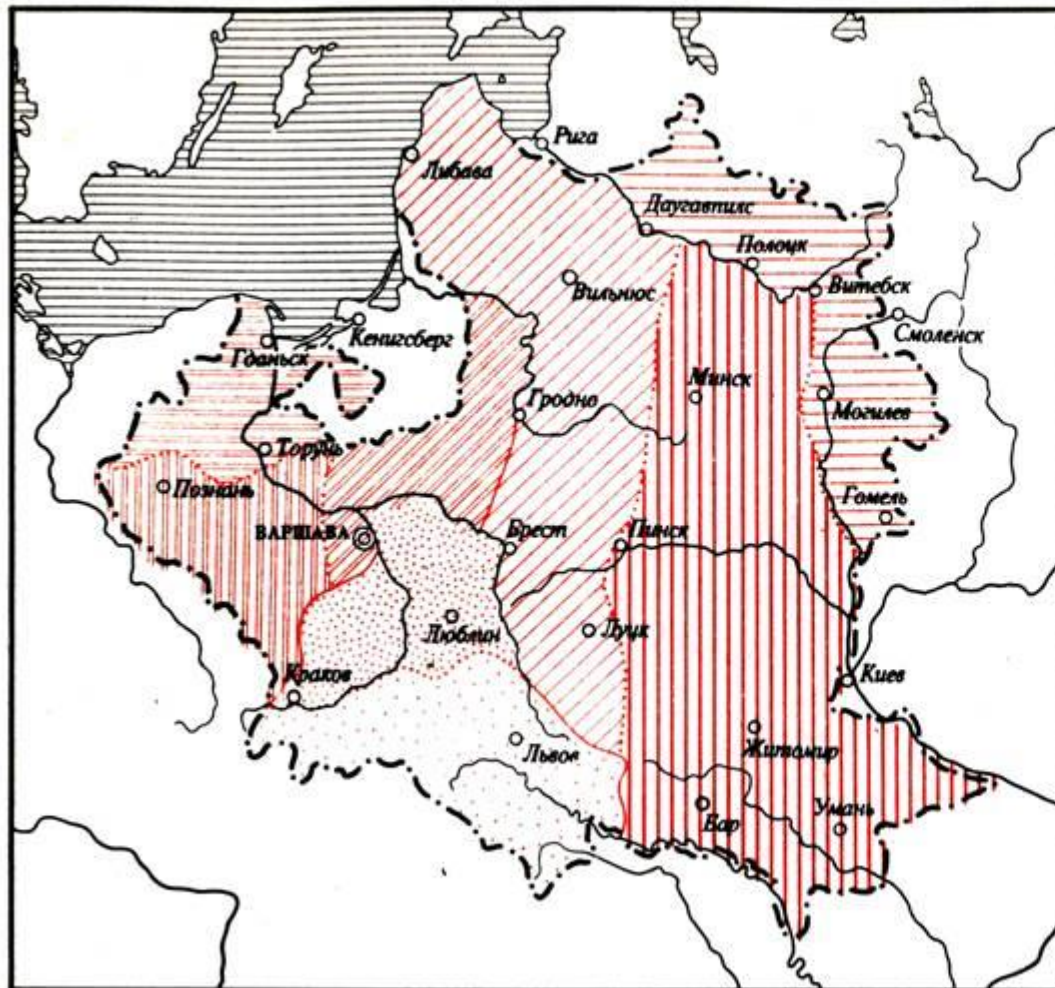 Рига
Либава
Даугавпилс
Полоцк
Вильнюс
Витебск
Смоленск
Кенигсберг
Гданьск
Минск
Могилев
Гродно
Торунь
Познань
Гомель
ВАРШАВА
Брест
Пинск
Люблин
Луцк
Краков
Киев
Львов
Житомир
Бар
Умань